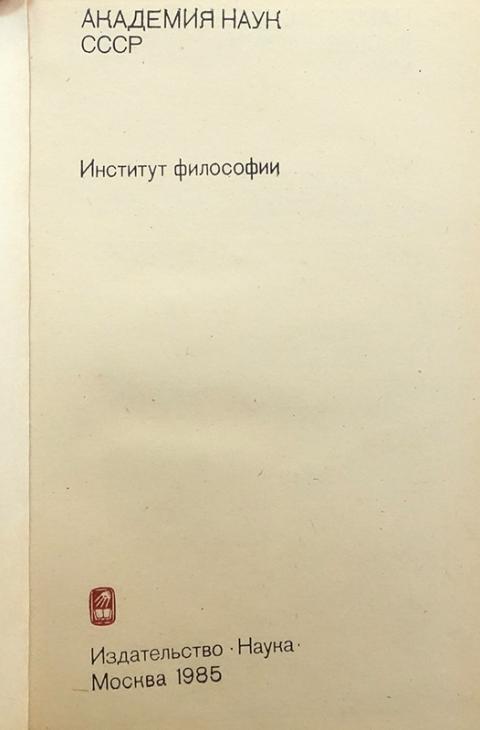 АКАДЕМИЯ НАУК
СССР
Институт философии
Издательство · Наука ·
Москва 1985